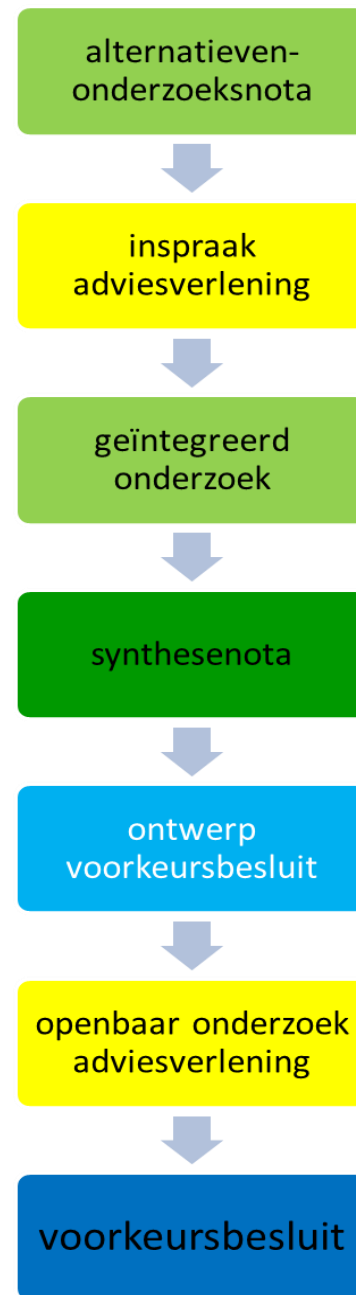 alternatieven-
onderzoeksnota
inspraak
adviesverlening
geïntegreerd
onderzoek
synthesenota
ontwerp
voorkeursbesluit
openbaar onderzoek
adviesverlening
voorkeursbesluit